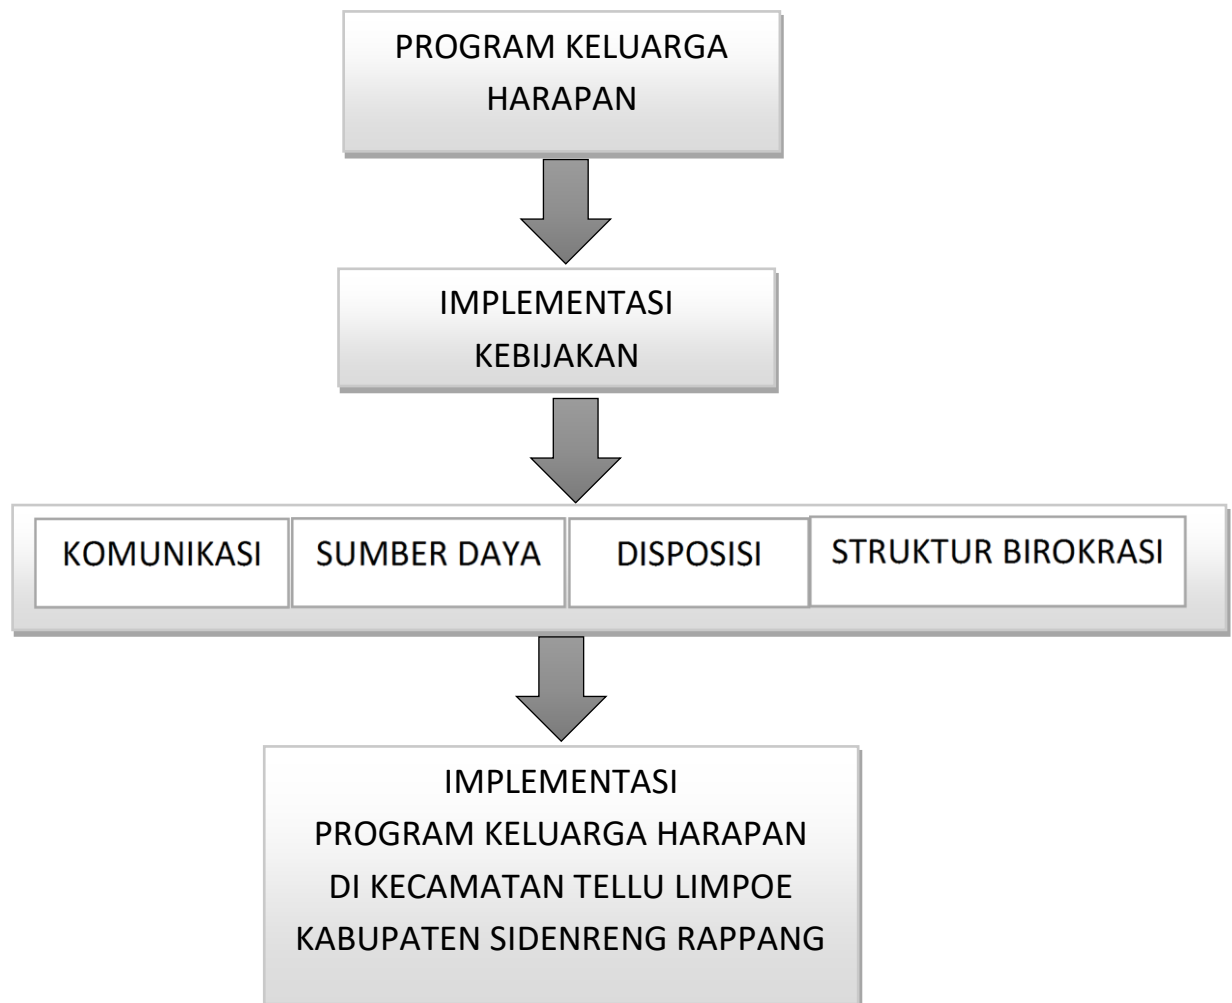 PROGRAM KELUARGA
HARAPAN
IMPLEMENTASI
KEBIJAKAN
KOMUNIKASI
SUMBER DAYA
DISPOSISI
STRUKTUR BIROKRASI
IMPLEMENTASI
PROGRAM KELUARGA HARAPAN
DI KECAMATAN TELLU LIMPOE
KABUPATEN SIDENRENG RAPPANG